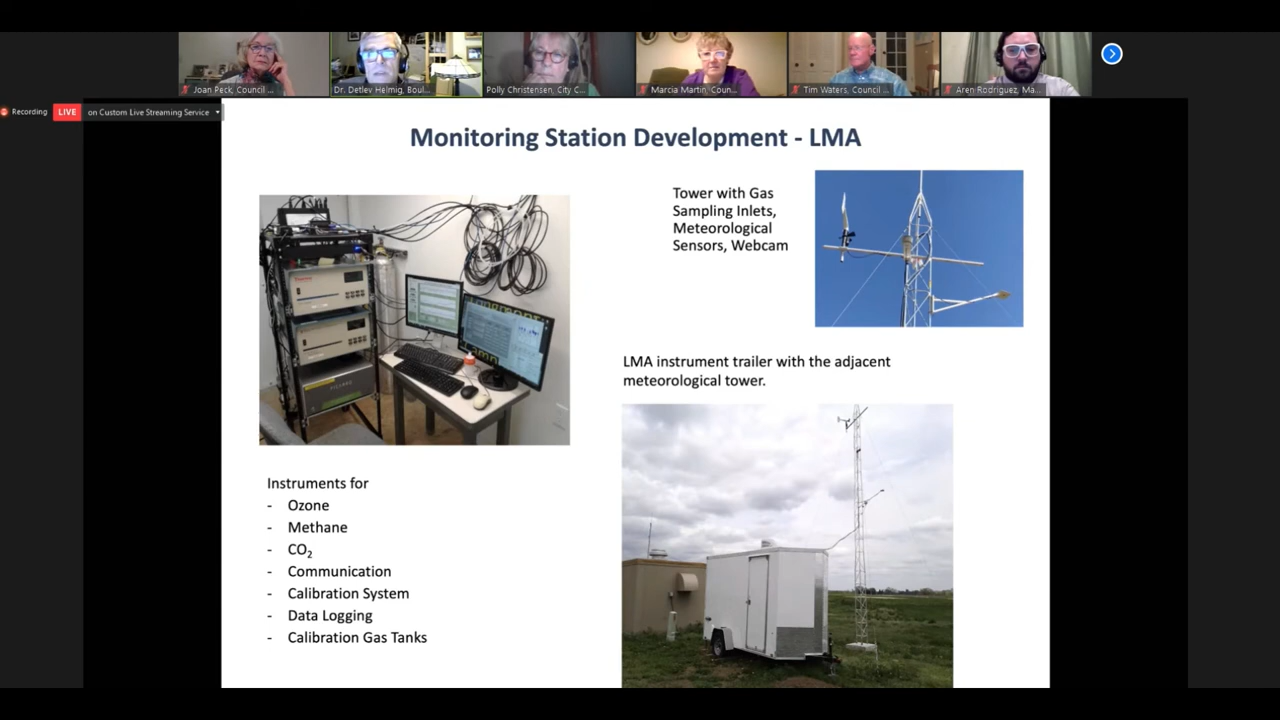 Joan Peck, Council ...
Dr. Detlev Helmig, Boul...
Polly Christensen, City C...
Marcia Martin, Coun...
Tim Waters, Council ...
Aren Rodriguez, Ma...
Recording
LIVE
on Custom Live Streaming Service
Monitoring Station Development - LMA
Tower with Gas
Sampling Inlets,
Meteorological
Sensors, Webcam
LMA instrument trailer with the adjacent
meteorological tower.
Instruments for
- Ozone
- Methane
- CO₂
- Communication
- Calibration System
- Data Logging
- Calibration Gas Tanks